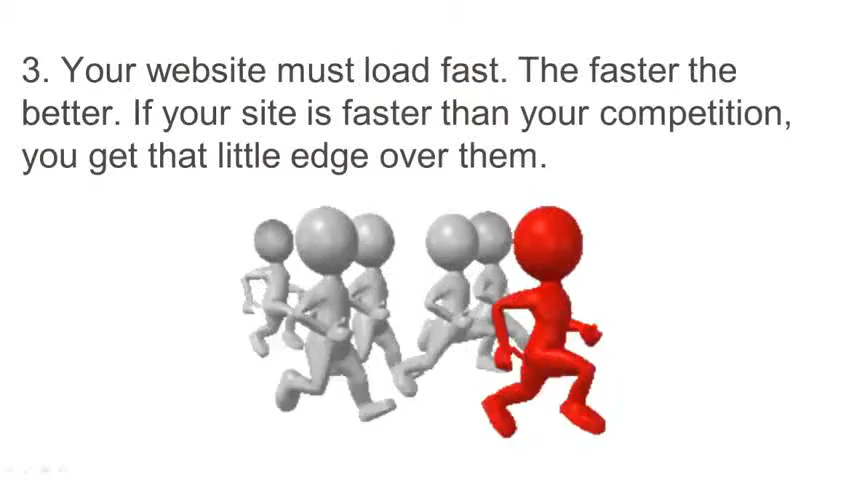 3. Your website must load fast. The faster the
better. If your site is faster than your competition,
you get that little edge over them.